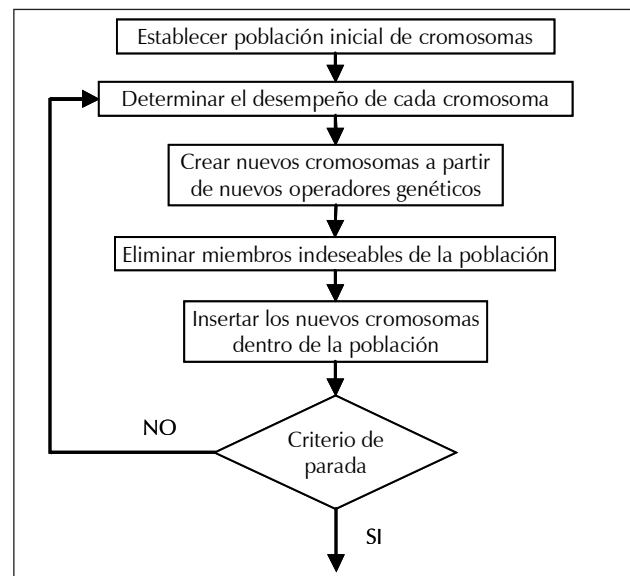 Establecer población inicial de cromosomas
Determinar el desempeño de cada cromosoma
Crear nuevos cromosomas a partir
de nuevos operadores genéticos
Eliminar miembros indeseables de la población
Insertar los nuevos cromosomas
dentro de la población
NO
Criterio de
parada
SI